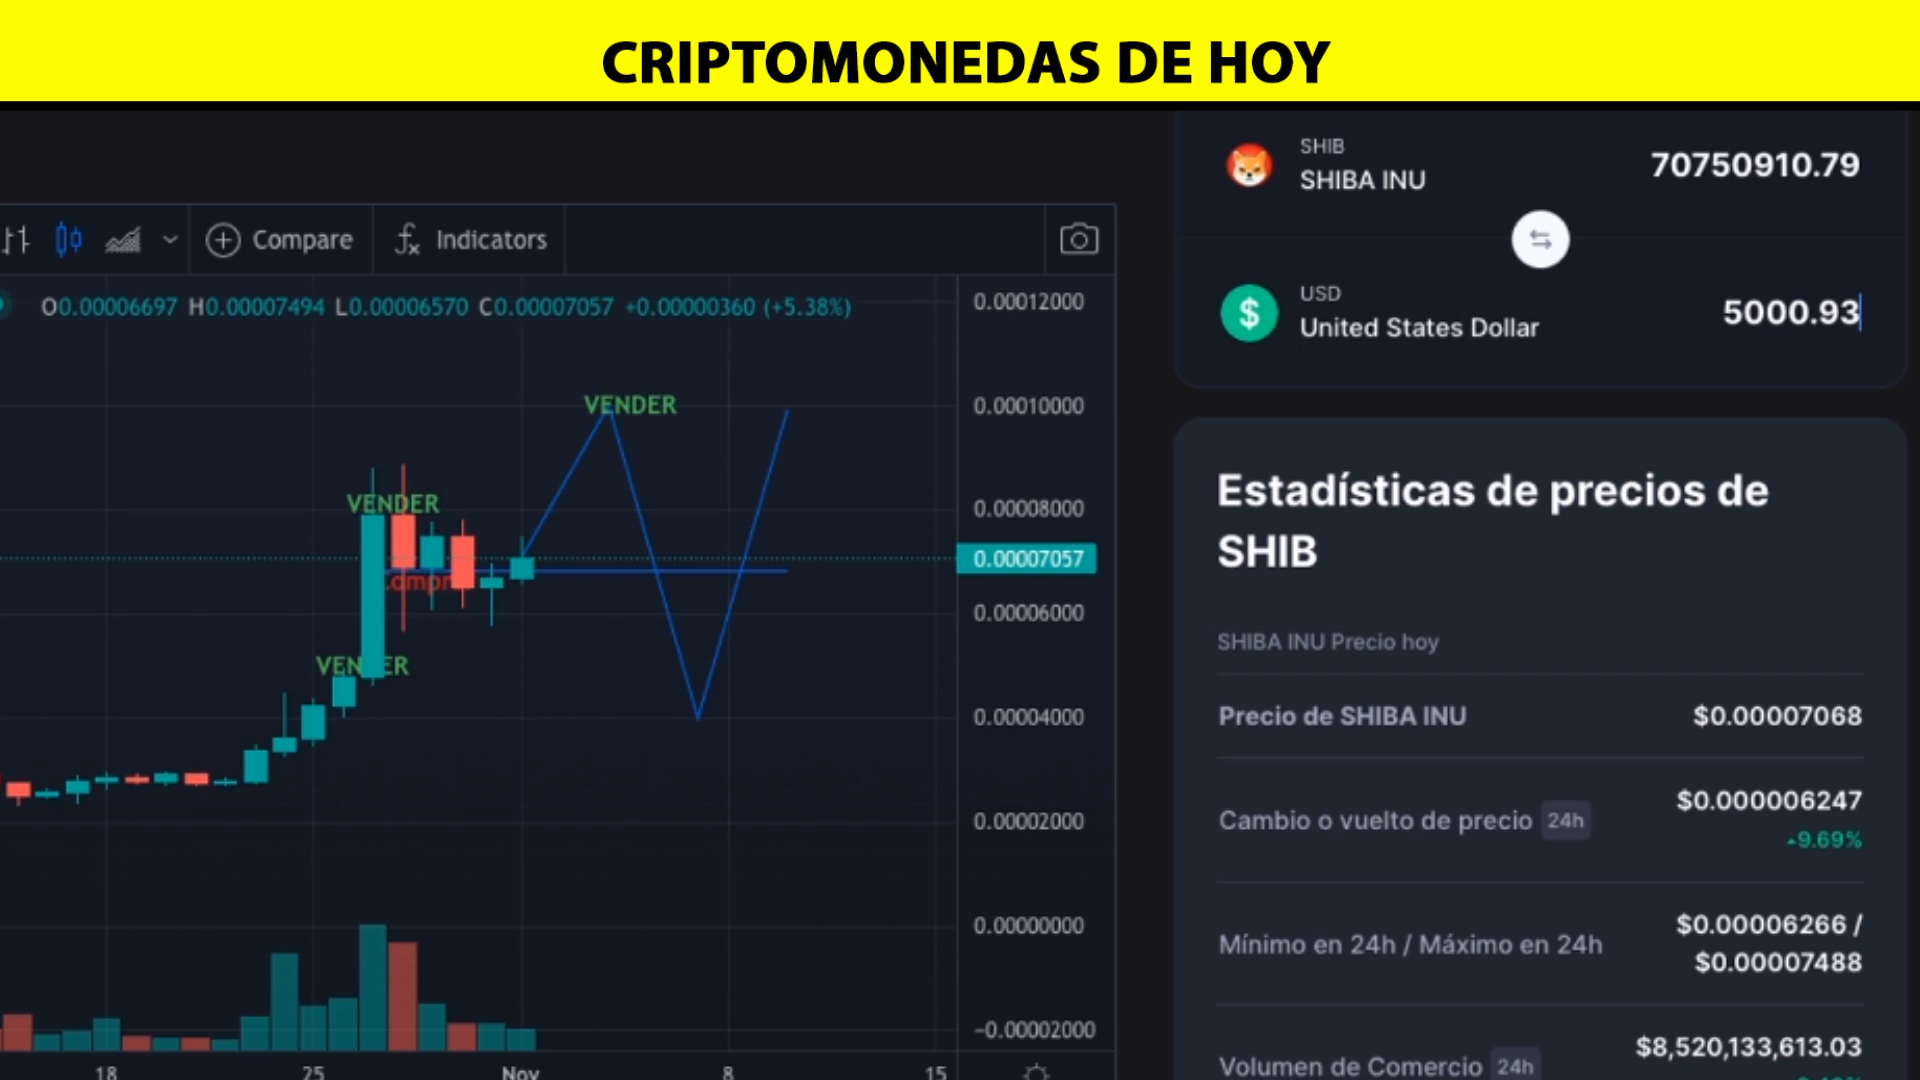 CRIPTOMONEDAS DE HOY
SHIB
SHIBA INU
70750910.79
USD
United States Dollar
5000.93
Compare
fx Indicators
O0.00006697 H0.00007494 L0.00006570 C0.00007057 +0.00000360 (+5.38%)
0.00012000
0.00010000
0.00008000
0.00007057
0.00006000
0.00004000
0.00002000
0.00000000
−0.00002000
VENDER
VENDER
VENDER
18
25
Nov
8
15
Estadísticas de precios de
SHIB
SHIBA INU Precio hoy
Precio de SHIBA INU
$0.00007068
Cambio o vuelto de precio 24h
$0.000006247
9.69%
Mínimo en 24h / Máximo en 24h
$0.00006266 /
$0.00007488
Volumen de Comercio 24h
$8,520,133,613.03